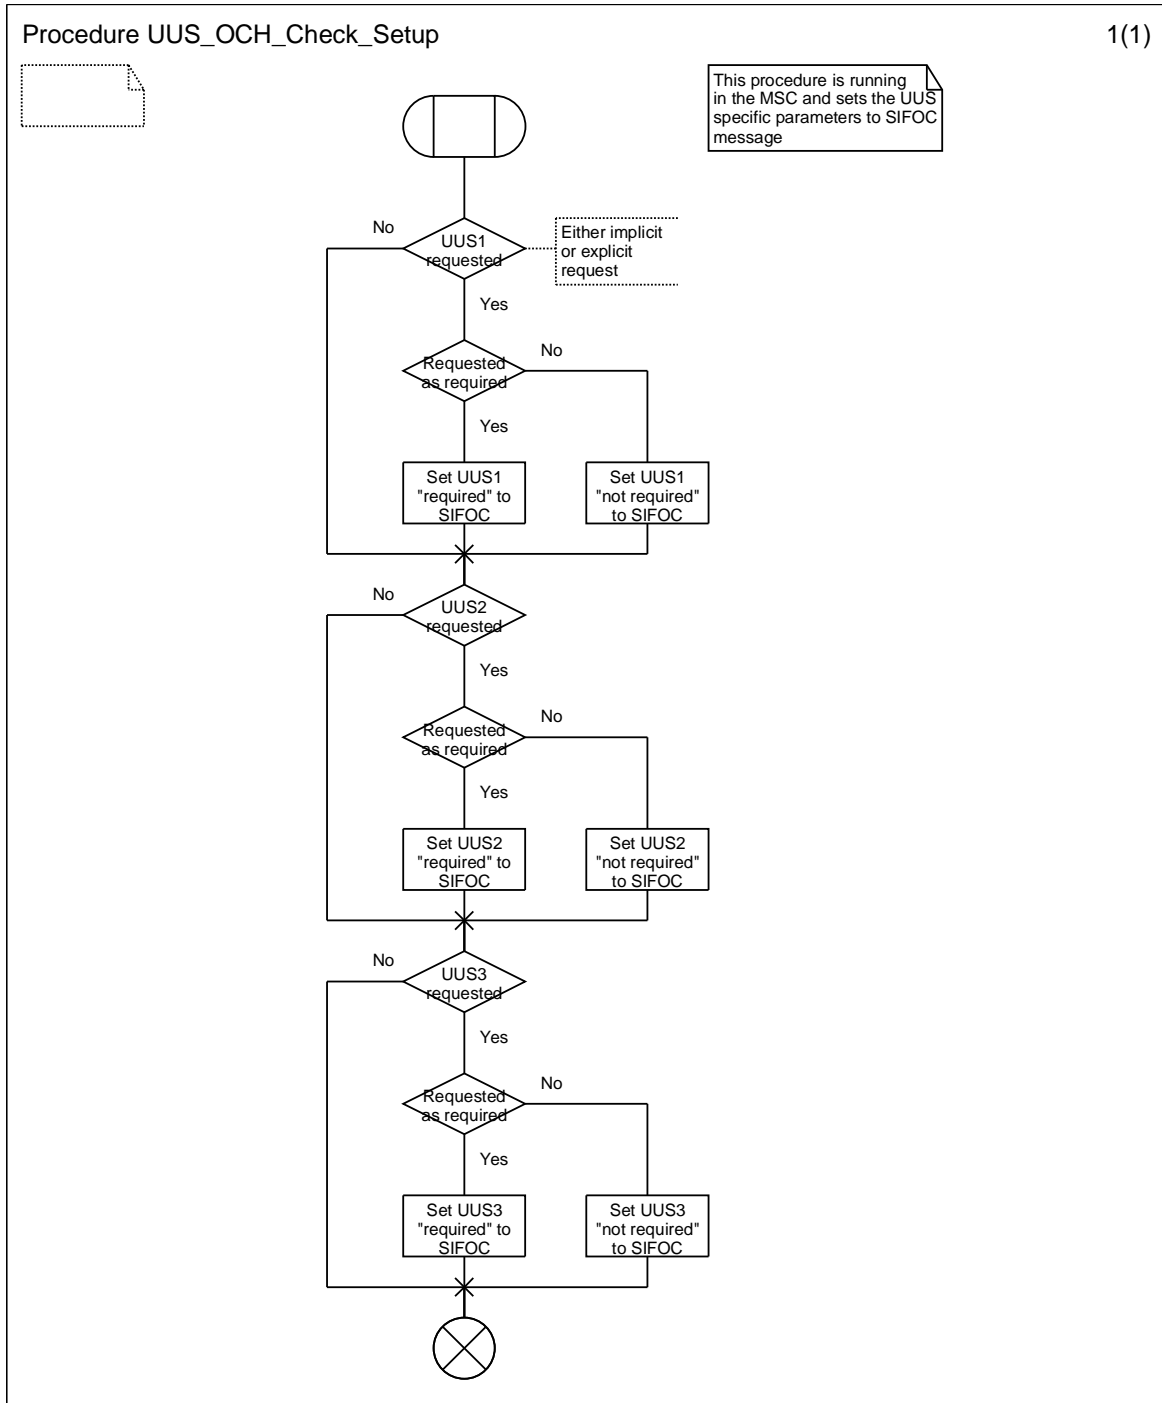 Procedure UUS_OCH_Check_Setup
1(1)
This procedure is running
in the MSC and sets the UUS
specific parameters to SIFOC
message
No
UUS1
requested
Either implicit
or explicit
request
Yes
Requested
as required
No
Yes
Set UUS1
"required" to
SIFOC
Set UUS1
"not required"
to SIFOC
No
UUS2
requested
Yes
Requested
as required
No
Yes
Set UUS2
"required" to
SIFOC
Set UUS2
"not required"
to SIFOC
No
UUS3
requested
Yes
Requested
as required
No
Yes
Set UUS3
"required" to
SIFOC
Set UUS3
"not required"
to SIFOC